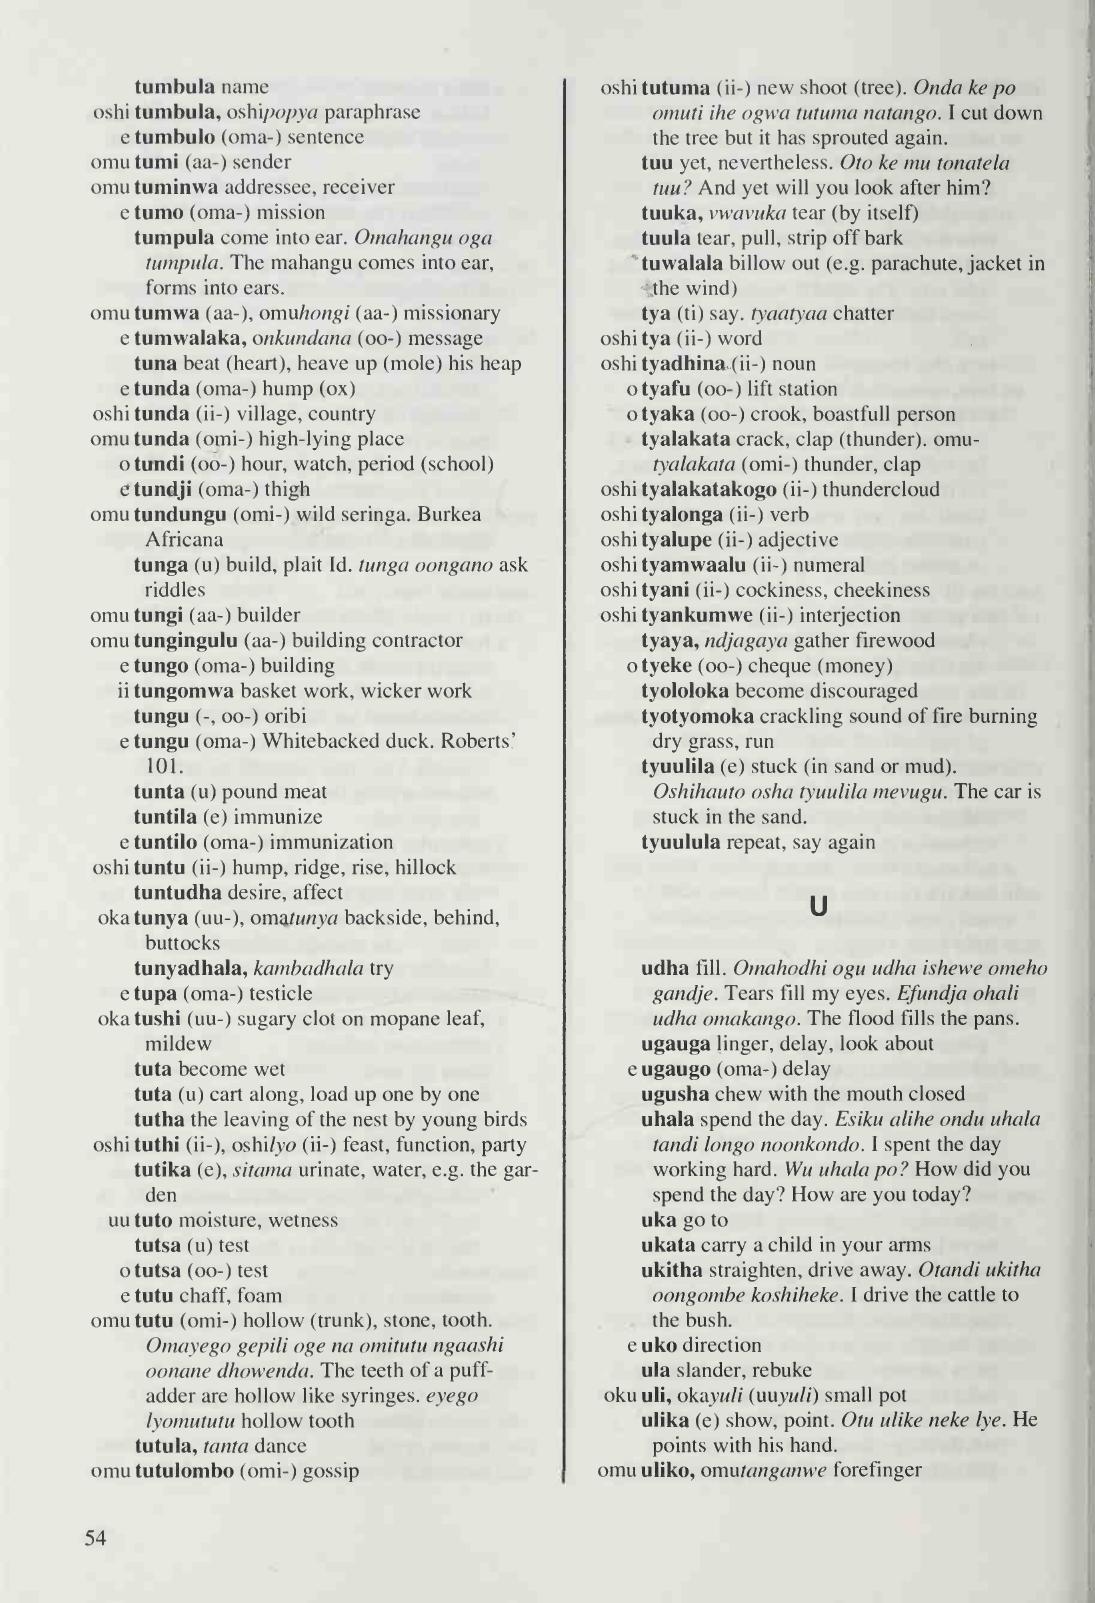 tumbula name
oshi tumbula, oshipopya paraphrase
e tumbulo (oma-) sentence
omu tumi (aa-) sender
omu tuminwa addressee, receiver
e tumo (oma-) mission
tumpula come into ear. Omahangu oga
tumpula. The mahangu comes into ear,
forms into ears.
omu tumwa (aa-), omuhongi (aa-) missionary
e tumwalaka, onkundana (oo-) message
tuna beat (heart), heave up (mole) his heap
e tunda (oma-) hump (ox)
oshi tunda (ii-) village, country
omu tunda (omi-) high-lying place
o tundi (oo-) hour, watch, period (school)
e tundji (oma-) thigh
omu tundungu (omi-) wild seringa. Burkea
Africana
tunga (u) build, plait Id. tunga oongano ask
riddles
omu tungi (aa-) builder
omu tungingulu (aa-) building contractor
e tungo (oma-) building
ii tungomwa basket work, wicker work
tungu (-, oo-) oribi
e tungu (oma-) Whitebacked duck. Roberts'
101.
tunta (u) pound meat
tuntila (e) immunize
e tuntilo (oma-) immunization
oshi tuntu (ii-) hump, ridge, rise, hillock
tuntudha desire, affect
oka tunya (uu-), omatunya backside, behind,
buttocks
tunyadhala, kambadhala try
e tupa (oma-) testicle
oka tushi (uu-) sugary clot on mopane leaf,
mildew
tuta become wet
tuta (u) cart along, load up one by one
tutha the leaving of the nest by young birds
oshi tuthi (ii-), oshilyo (ii-) feast, function, party
tutika (e), sitama urinate, water, e.g. the gar-
den
uu tuto moisture, wetness
tutsa (u) test
o tutsa (oo-) test
e tutu chaff, foam
omu tutu (omi-) hollow (trunk), stone, tooth.
Omayego gepili oge na omitutu ngaashi
oonane dhowenda. The teeth of a puff-
adder are hollow like syringes. eyego
lyomututu hollow tooth
tutula, tanta dance
omu tutulombo (omi-) gossip
54
oshi tutuma (ii-) new shoot (tree). Onda ke po
omuti ihe ogwa tutuma natango. I cut down
the tree but it has sprouted again.
tuu yet, nevertheless. Oto ke mu tonatela
tuu? And yet will you look after him?
tuuka, vwavuka tear (by itself)
tuula tear, pull, strip off bark
tuwalala billow out (e.g. parachute, jacket in
the wind)
tya (ti) say. tyaatyaa chatter
oshi tya (ii-) word
oshi tyadhina (ii-) noun
o tyafu (oo-) lift station
o tyaka (oo-) crook, boastfull person
tyalakata crack, clap (thunder). omu-
tyalakata (omi-) thunder, clap
oshi tyalakatakogo (ii-) thundercloud
oshi tyalonga (ii-) verb
oshi tyalupe (ii-) adjective
oshi tyamwaalu (ii-) numeral
oshi tyani (ii-) cockiness, cheekiness
oshi tyankumwe (ii-) interjection
tyaya, ndjagaya gather firewood
o tyeke (oo-) cheque (money)
tyololoka become discouraged
tyotyomoka crackling sound of fire burning
dry grass, run
tyuulila (e) stuck (in sand or mud).
Oshihauto osha tyuulila mevugu. The car is
stuck in the sand.
tyuulula repeat, say again
U
udha fill. Omahodhi ogu udha ishewe omeho
gandje. Tears fill my eyes. Efundja ohali
udha omakango. The flood fills the pans.
ugauga linger, delay, look about
e ugaugo (oma-) delay
ugusha chew with the mouth closed
uhala spend the day. Esiku alihe ondu uhala
tandi longo noonkondo. I spent the day
working hard. Wu uhala po? How did you
spend the day? How are you today?
uka go to
ukata carry a child in your arms
ukitha straighten, drive away. Otandi ukitha
oongombe koshiheke. I drive the cattle to
the bush.
e uko direction
ula slander, rebuke
oku uli, okayuli (uuyuli) small pot
ulika (e) show, point. Otu ulike neke lye. He
points with his hand.
omu uliko, omutanganwe forefinger